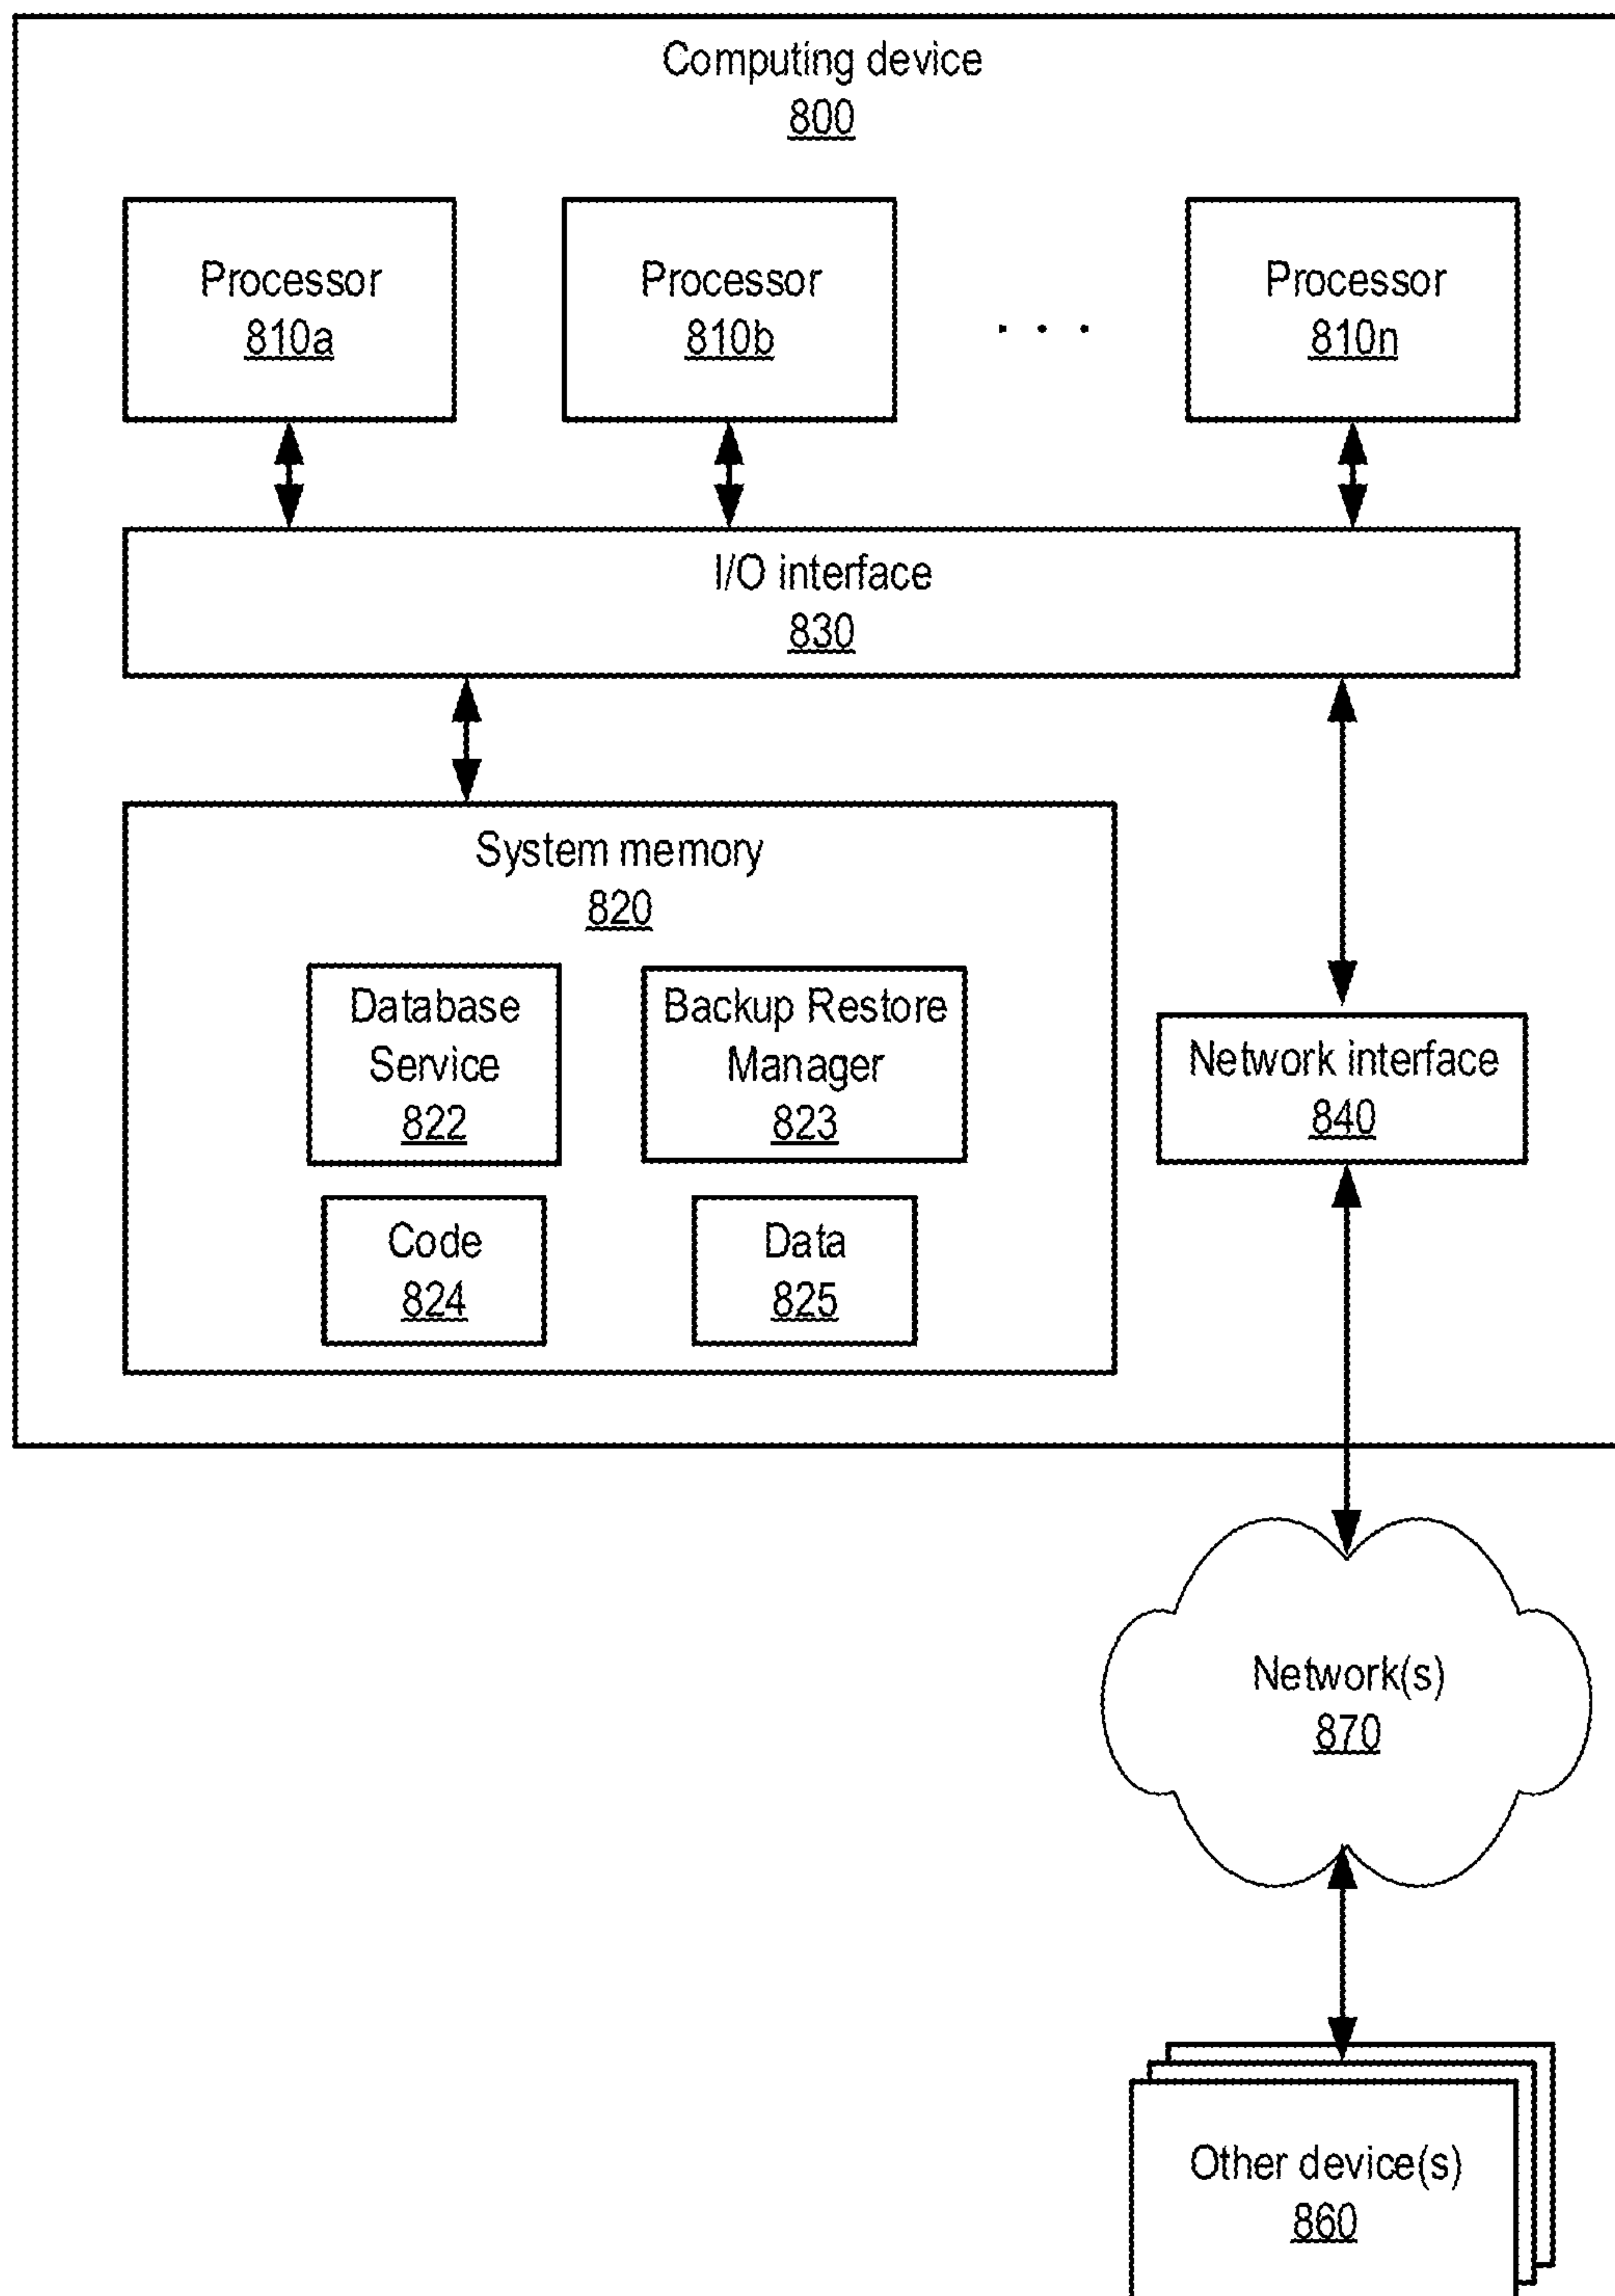 Computing device
800
Processor
810a
Processor
810b
. . .
Processor
810n
I/O interface
830
System memory
820
Database
Service
822
Backup Restore
Manager
823
Code
824
Data
825
Network interface
840
Network(s)
870
Other device(s)
860